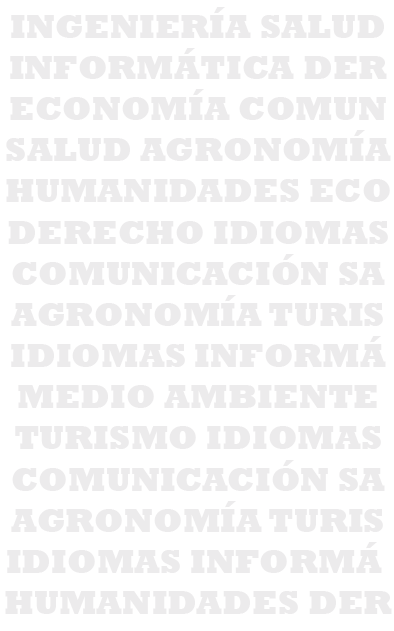 INGENIERÍA SALUD
INFORMÁTICA DER
ECONOMÍA COMUN
SALUD AGRONOMÍA
HUMANIDADES ECO
DERECHO IDIOMAS
COMUNICACIÓN SA
AGRONOMÍA TURIS
IDIOMAS INFORMÁ
MEDIO AMBIENTE
TURISMO IDIOMAS
COMUNICACIÓN SA
AGRONOMÍA TURIS
IDIOMAS INFORMÁ
HUMANIDADES DER